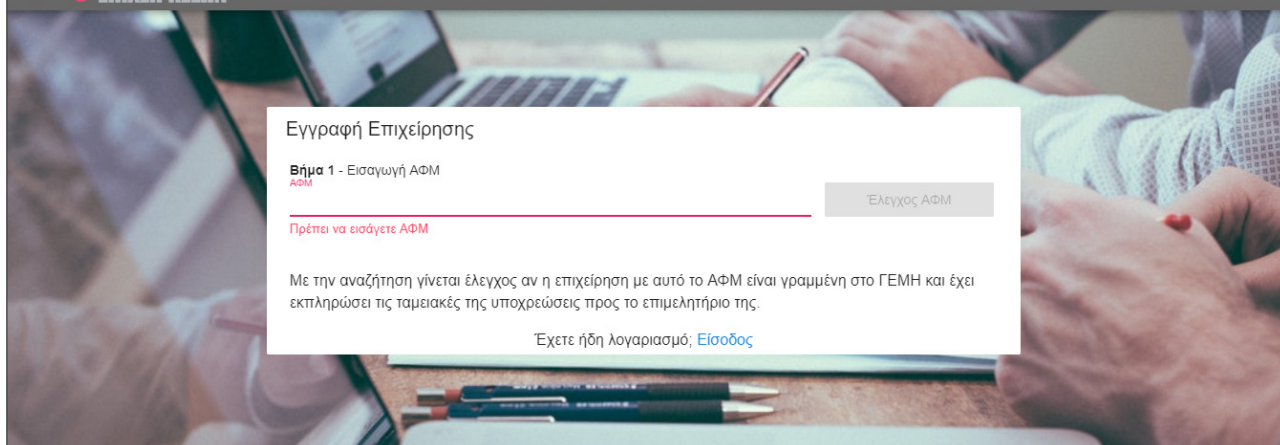 Εγγραφή Επιχείρησης
Βήμα 1 - Εισαγωγή ΑΦΜ
ΑΦΜ
Έλεγχος ΑΦΜ
Πρέπει να εισάγετε ΑΦΜ
Με την αναζήτηση γίνεται έλεγχος αν η επιχείρηση με αυτό το ΑΦΜ είναι γραμμένη στο ΓΕΜΗ και έχει
εκπληρώσει τις ταμειακές της υποχρεώσεις προς το επιμελητήριο της.
Έχετε ήδη λογαριασμό; Είσοδος